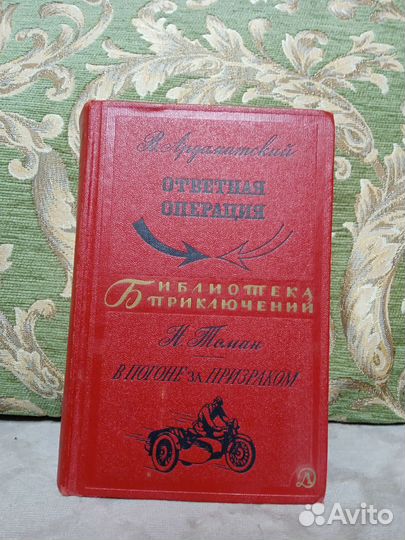 В. Ардаматский
ОТВЕТНАЯ
ОПЕРАЦИЯ
БИБЛИОТЕКА
ПРИКЛЮЧЕНИЙ
Н. Томан
В ПОГОНЕ за ПРИЗРАКОМ
Д
Avito